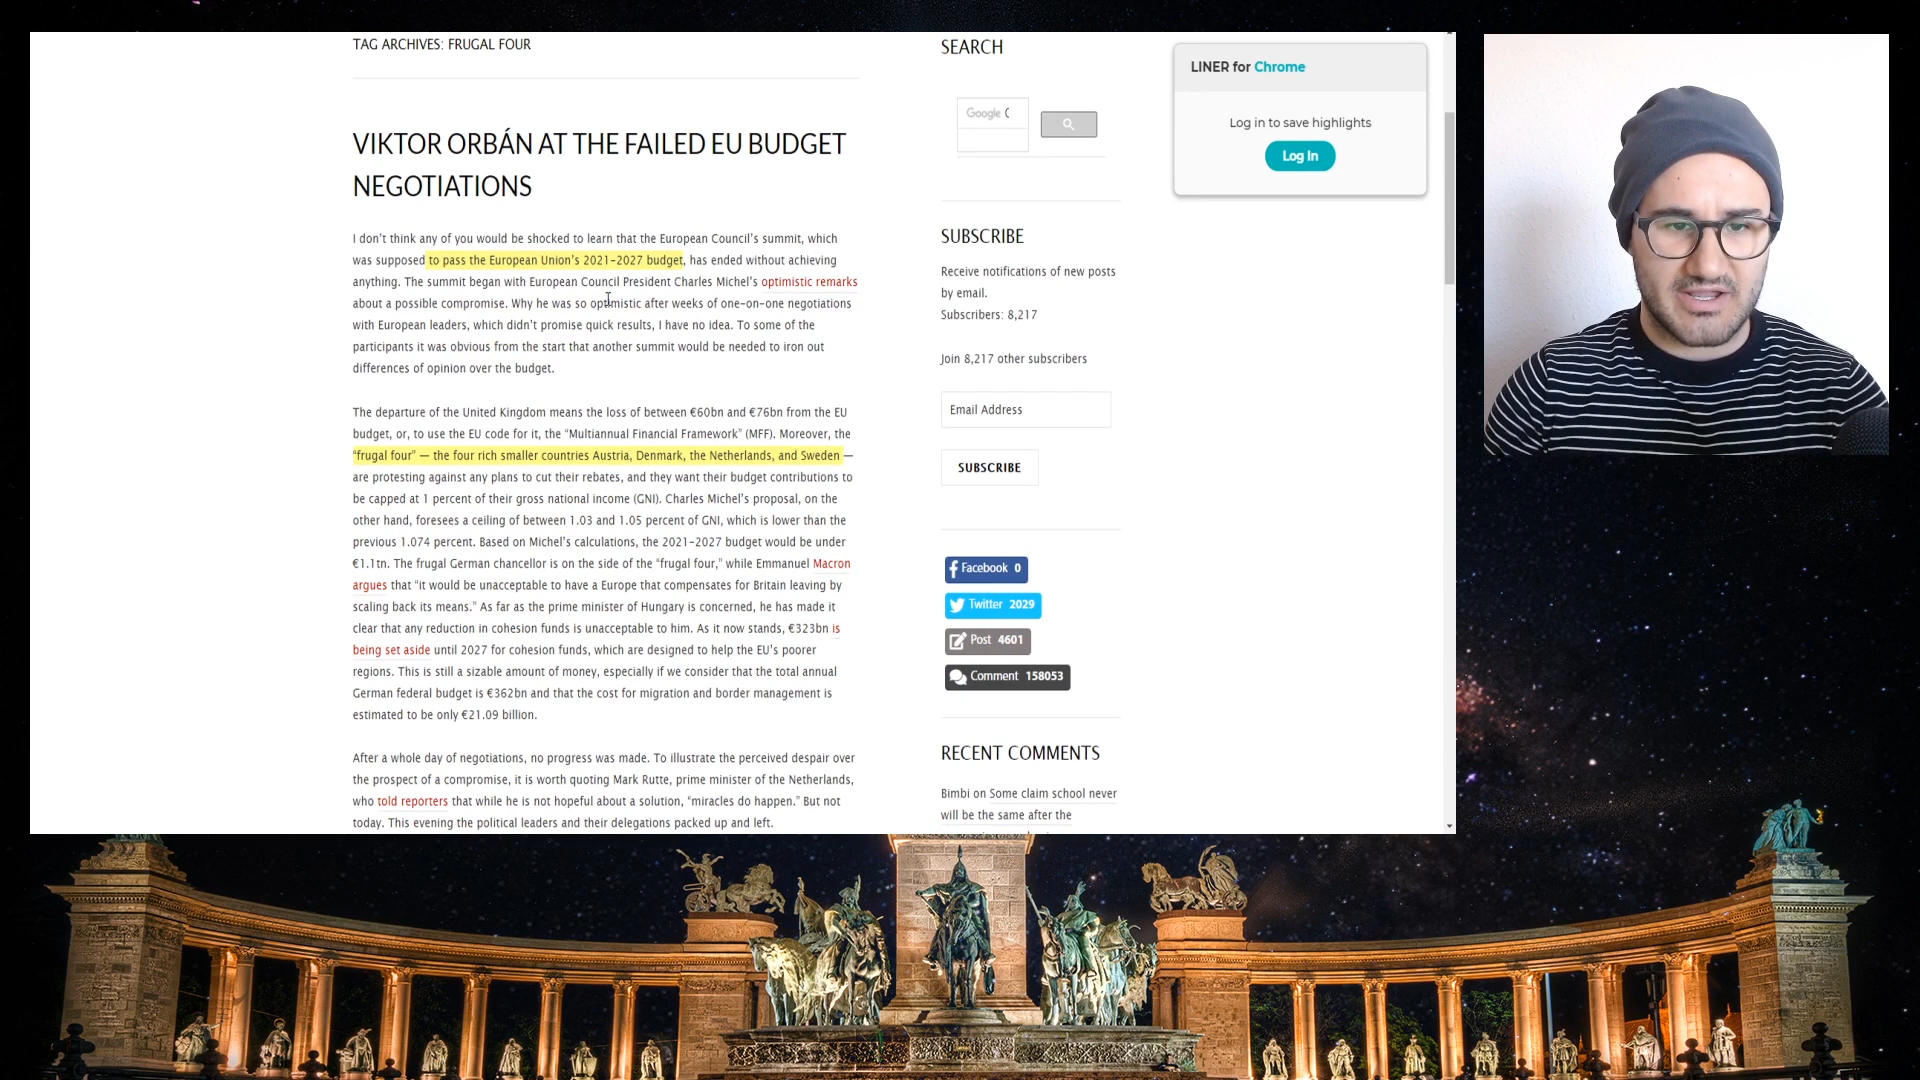 TAG ARCHIVES: FRUGAL FOUR
VIKTOR ORBÁN AT THE FAILED EU BUDGET
NEGOTIATIONS
I don't think any of you would be shocked to learn that the European Council's summit, which
was supposed to pass the European Union's 2021–2027 budget, has ended without achieving
anything. The summit began with European Council President Charles Michel's optimistic remarks
about a possible compromise. Why he was so optimistic after weeks of one-on-one negotiations
with European leaders, which didn't promise quick results, I have no idea. To some of the
participants it was obvious from the start that another summit would be needed to iron out
differences of opinion over the budget.
The departure of the United Kingdom means the loss of between €60bn and €76bn from the EU
budget, or, to use the EU code for it, the “Multiannual Financial Framework” (MFF). Moreover, the
“frugal four” — the four rich smaller countries Austria, Denmark, the Netherlands, and Sweden —
are protesting against any plans to cut their rebates, and they want their budget contributions to
be capped at 1 percent of their gross national income (GNI). Charles Michel's proposal, on the
other hand, foresees a ceiling of between 1.03 and 1.05 percent of GNI, which is lower than the
previous 1.074 percent. Based on Michel's calculations, the 2021–2027 budget would be under
€1.1tn. The frugal German chancellor is on the side of the “frugal four,” while Emmanuel Macron
argues that “it would be unacceptable to have a Europe that compensates for Britain leaving by
scaling back its means.” As far as the prime minister of Hungary is concerned, he has made it
clear that any reduction in cohesion funds is unacceptable to him. As it now stands, €323bn is
being set aside until 2027 for cohesion funds, which are designed to help the EU's poorer
regions. This is still a sizable amount of money, especially if we consider that the total annual
German federal budget is €362bn and that the cost for migration and border management is
estimated to be only €21.09 billion.
After a whole day of negotiations, no progress was made. To illustrate the perceived despair over
the prospect of a compromise, it is worth quoting Mark Rutte, prime minister of the Netherlands,
who told reporters that while he is not hopeful about a solution, “miracles do happen.” But not
today. This evening the political leaders and their delegations packed up and left.
SEARCH
Google
SUBSCRIBE
Receive notifications of new posts
by email.
Subscribers: 8,217
Join 8,217 other subscribers
Email Address
SUBSCRIBE
Facebook 0
Twitter 2029
Post 4601
Comment 158053
RECENT COMMENTS
Bimbi on Some claim school never
will be the same after the
LINER for Chrome
Log in to save highlights
Log In